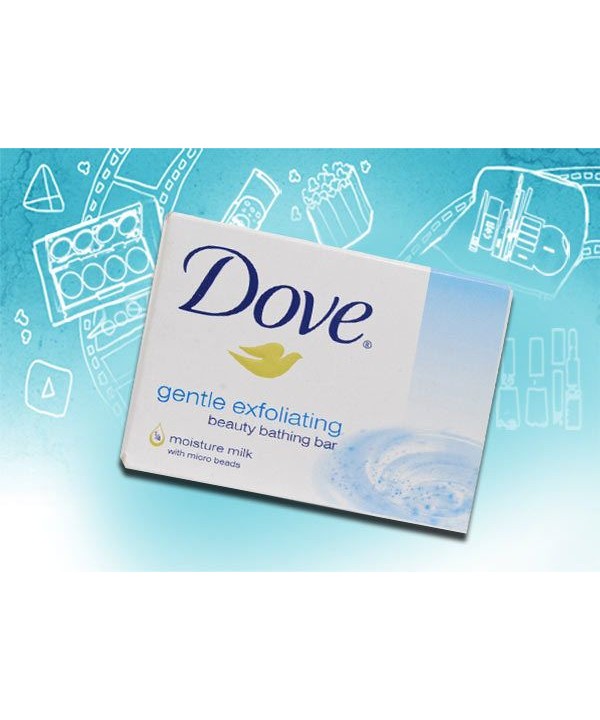 Dove®
gentle exfoliating
beauty bathing bar
moisture milk
with micro beads